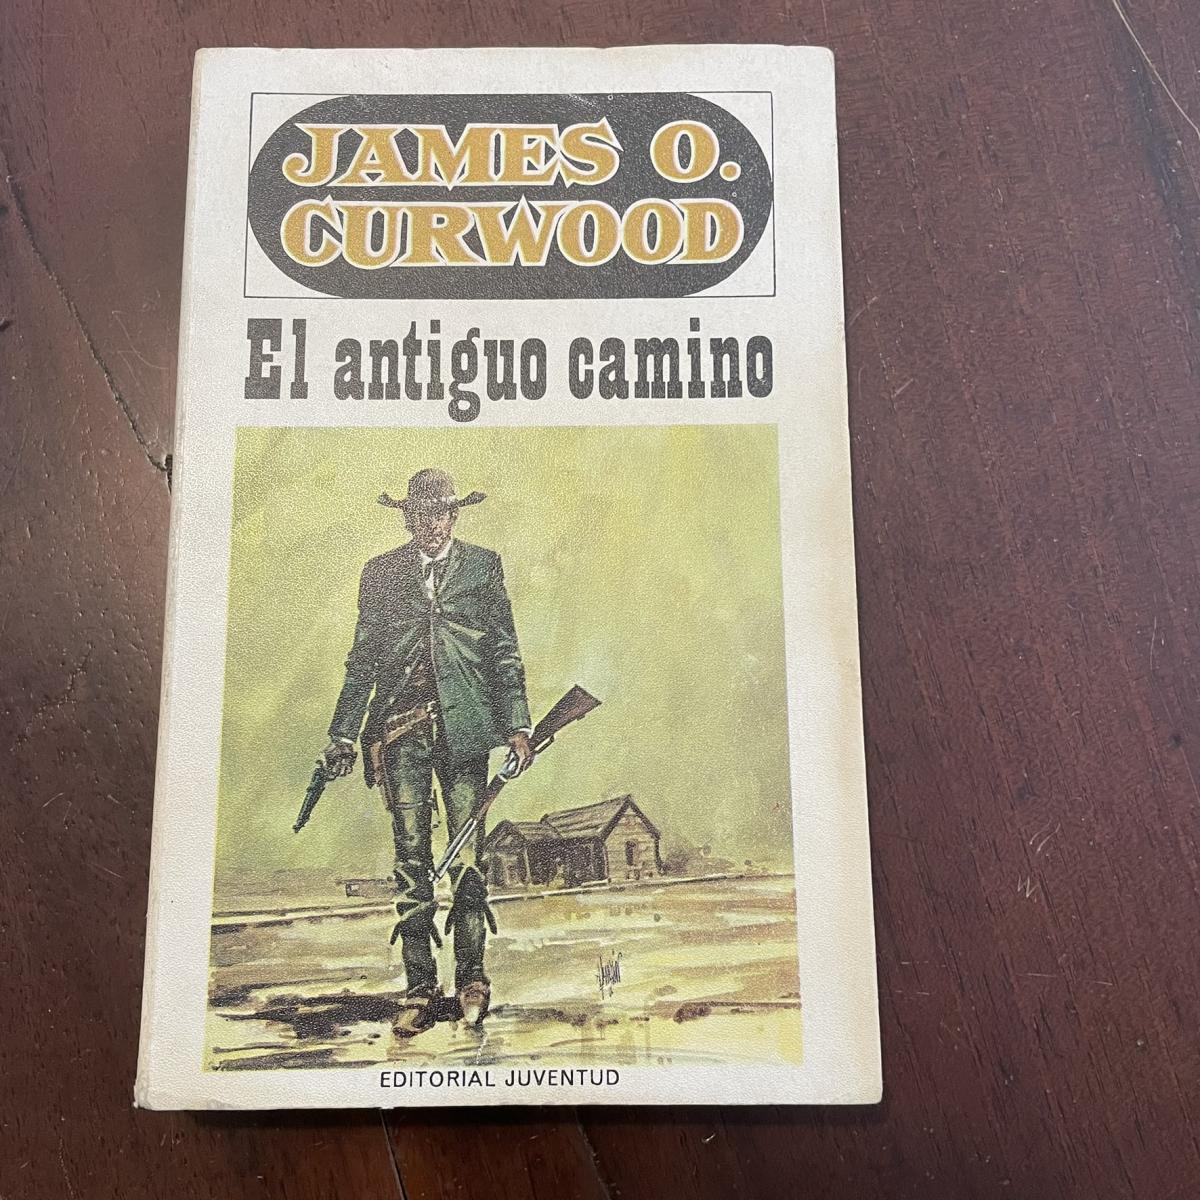 JAMES O.
CURWOOD
El antiguo camino
EDITORIAL JUVENTUD